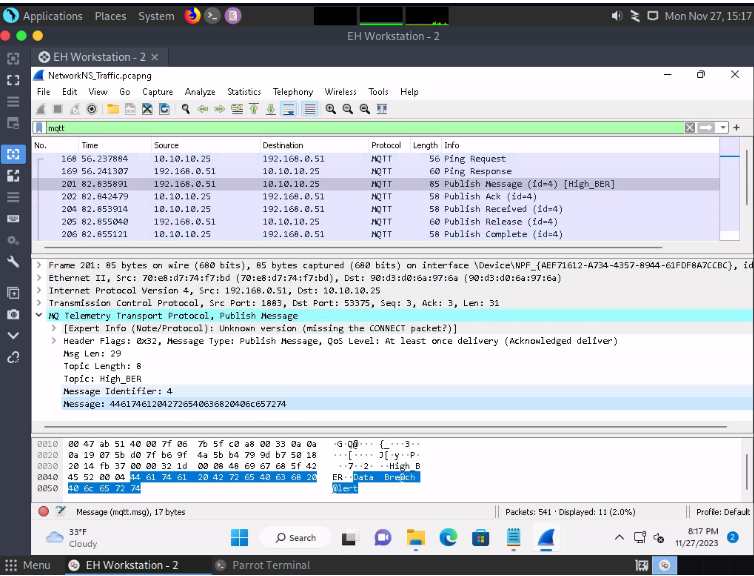 Applications Places System Mon Nov 27, 15:17
EH Workstation - 2
EH Workstation - 2 ×
NetworkNS_Traffic.pcapng
File Edit View Go Capture Analyze Statistics Telephony Wireless Tools Help
mqtt
No. Time Source Destination Protocol Length Info
168 56.237884 10.10.10.25 192.168.0.51 MQTT 56 Ping Request
169 56.241307 192.168.0.51 10.10.10.25 MQTT 60 Ping Response
201 82.835891 192.168.0.51 10.10.10.25 MQTT 85 Publish Message (id=4) [High_BER]
202 82.842479 10.10.10.25 192.168.0.51 MQTT 58 Publish Ack (id=4)
204 82.853914 10.10.10.25 192.168.0.51 MQTT 58 Publish Received (id=4)
205 82.855040 192.168.0.51 10.10.10.25 MQTT 60 Publish Release (id=4)
206 82.855121 10.10.10.25 192.168.0.51 MQTT 58 Publish Complete (id=4)
Frame 201: 85 bytes on wire (680 bits), 85 bytes captured (680 bits) on interface \Device\NPF_{AEF71612-A734-4357-8944-61FDF8A7CCBC}, id
Ethernet II, Src: 70:e8:d7:74:f7:bd (70:e8:d7:74:f7:bd), Dst: 90:d3:d0:6a:97:6a (90:d3:d0:6a:97:6a)
Internet Protocol Version 4, Src: 192.168.0.51, Dst: 10.10.10.25
Transmission Control Protocol, Src Port: 1883, Dst Port: 53375, Seq: 3, Ack: 3, Len: 31
MQ Telemetry Transport Protocol, Publish Message
[Expert Info (Note/Protocol): Unknown version (missing the CONNECT packet?)]
Header Flags: 0x32, Message Type: Publish Message, QoS Level: At least once delivery (Acknowledged deliver)
Msg Len: 29
Topic Length: 8
Topic: High_BER
Message Identifier: 4
Message: 446174612042726540636820406c657274
0010 00 47 ab 51 40 00 7f 06 7b 5f c0 a8 00 33 0a 0a ·G·Q@··· {_···3··
0020 0a 19 07 5b d0 7f b6 9f 4a 5b b4 79 9d b7 50 18 ···[···· J[·y··P·
0030 20 14 fb 37 00 00 32 1d 00 08 48 69 67 68 5f 42 ··7··2· ··High_B
0040 45 52 00 04 44 61 74 61 20 42 72 65 40 63 68 20 ER··Data Bre@ch
0050 40 6c 65 72 74 @lert
Message (mqtt.msg), 17 bytes Packets: 541 · Displayed: 11 (2.0%) Profile: Default
33°F
Cloudy
Search
8:17 PM
11/27/2023
2
Menu EH Workstation - 2 Parrot Terminal